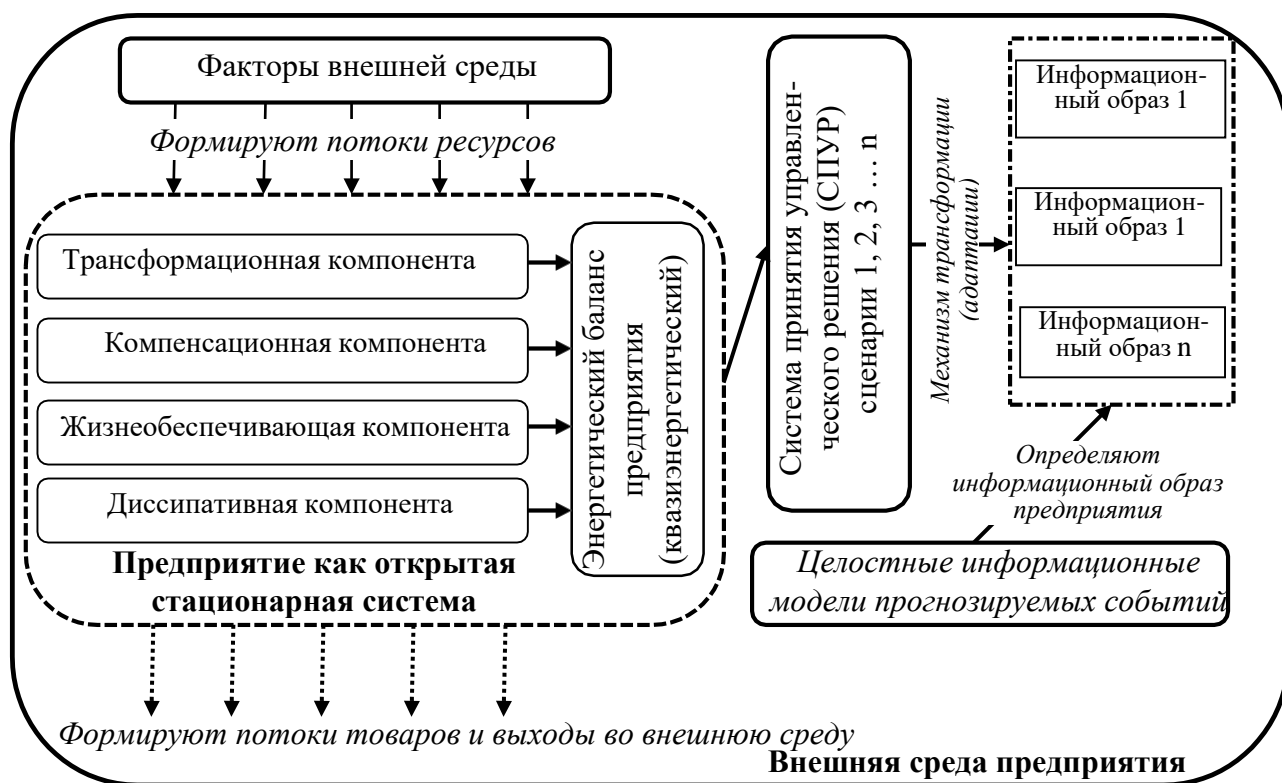 Факторы внешней среды
Формируют потоки ресурсов
Трансформационная компонента
Компенсационная компонента
Жизнеобеспечивающая компонента
Диссипативная компонента
Энергетический баланс
предприятия
(квазиэнергетический)
Предприятие как открытая
стационарная система
Формируют потоки товаров и выходы во внешнюю среду
Система принятия управлен-
ческого решения (СПУР)
сценарии 1, 2, 3 … n
Механизм трансформации
(адаптации)
Информацион-
ный образ 1
Информацион-
ный образ 1
Информацион-
ный образ n
Определяют
информационный образ
предприятия
Целостные информационные
модели прогнозируемых событий
Внешняя среда предприятия